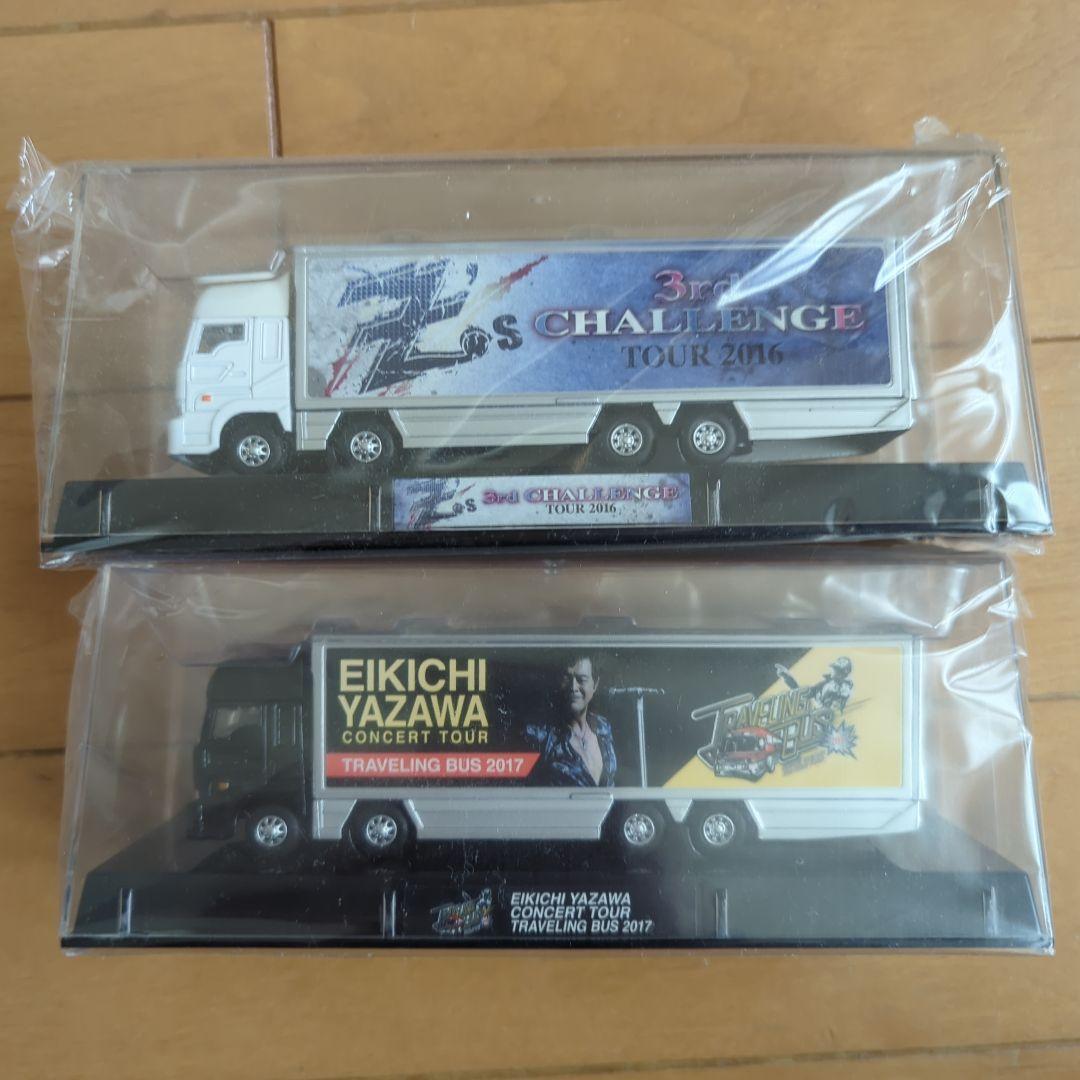 Z's
3rd
CHALLENGE
TOUR 2016
Z's 3rd CHALLENGE
TOUR 2016
EIKICHI
YAZAWA
CONCERT TOUR
TRAVELING BUS 2017
TRAVELING
BUS
EIKICHI YAZAWA
CONCERT TOUR
TRAVELING BUS 2017